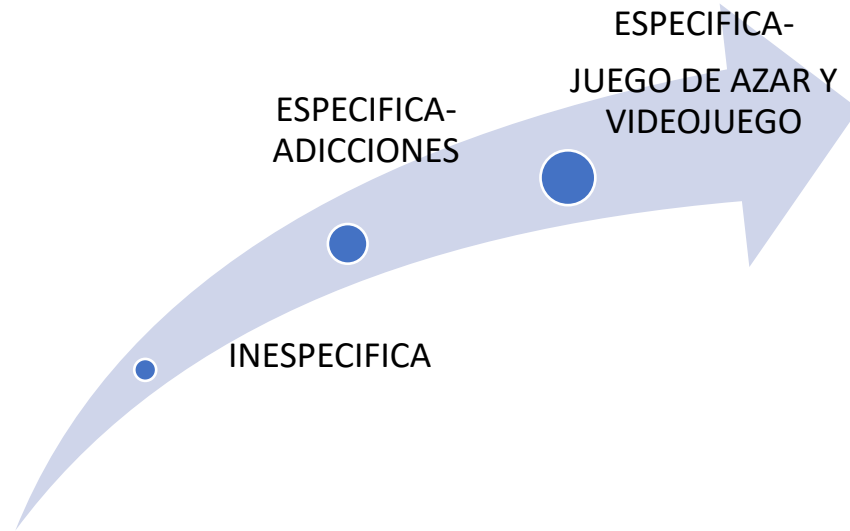 ESPECIFICA-
JUEGO DE AZAR Y
VIDEOJUEGO
ESPECIFICA-
ADICCIONES
INESPECIFICA